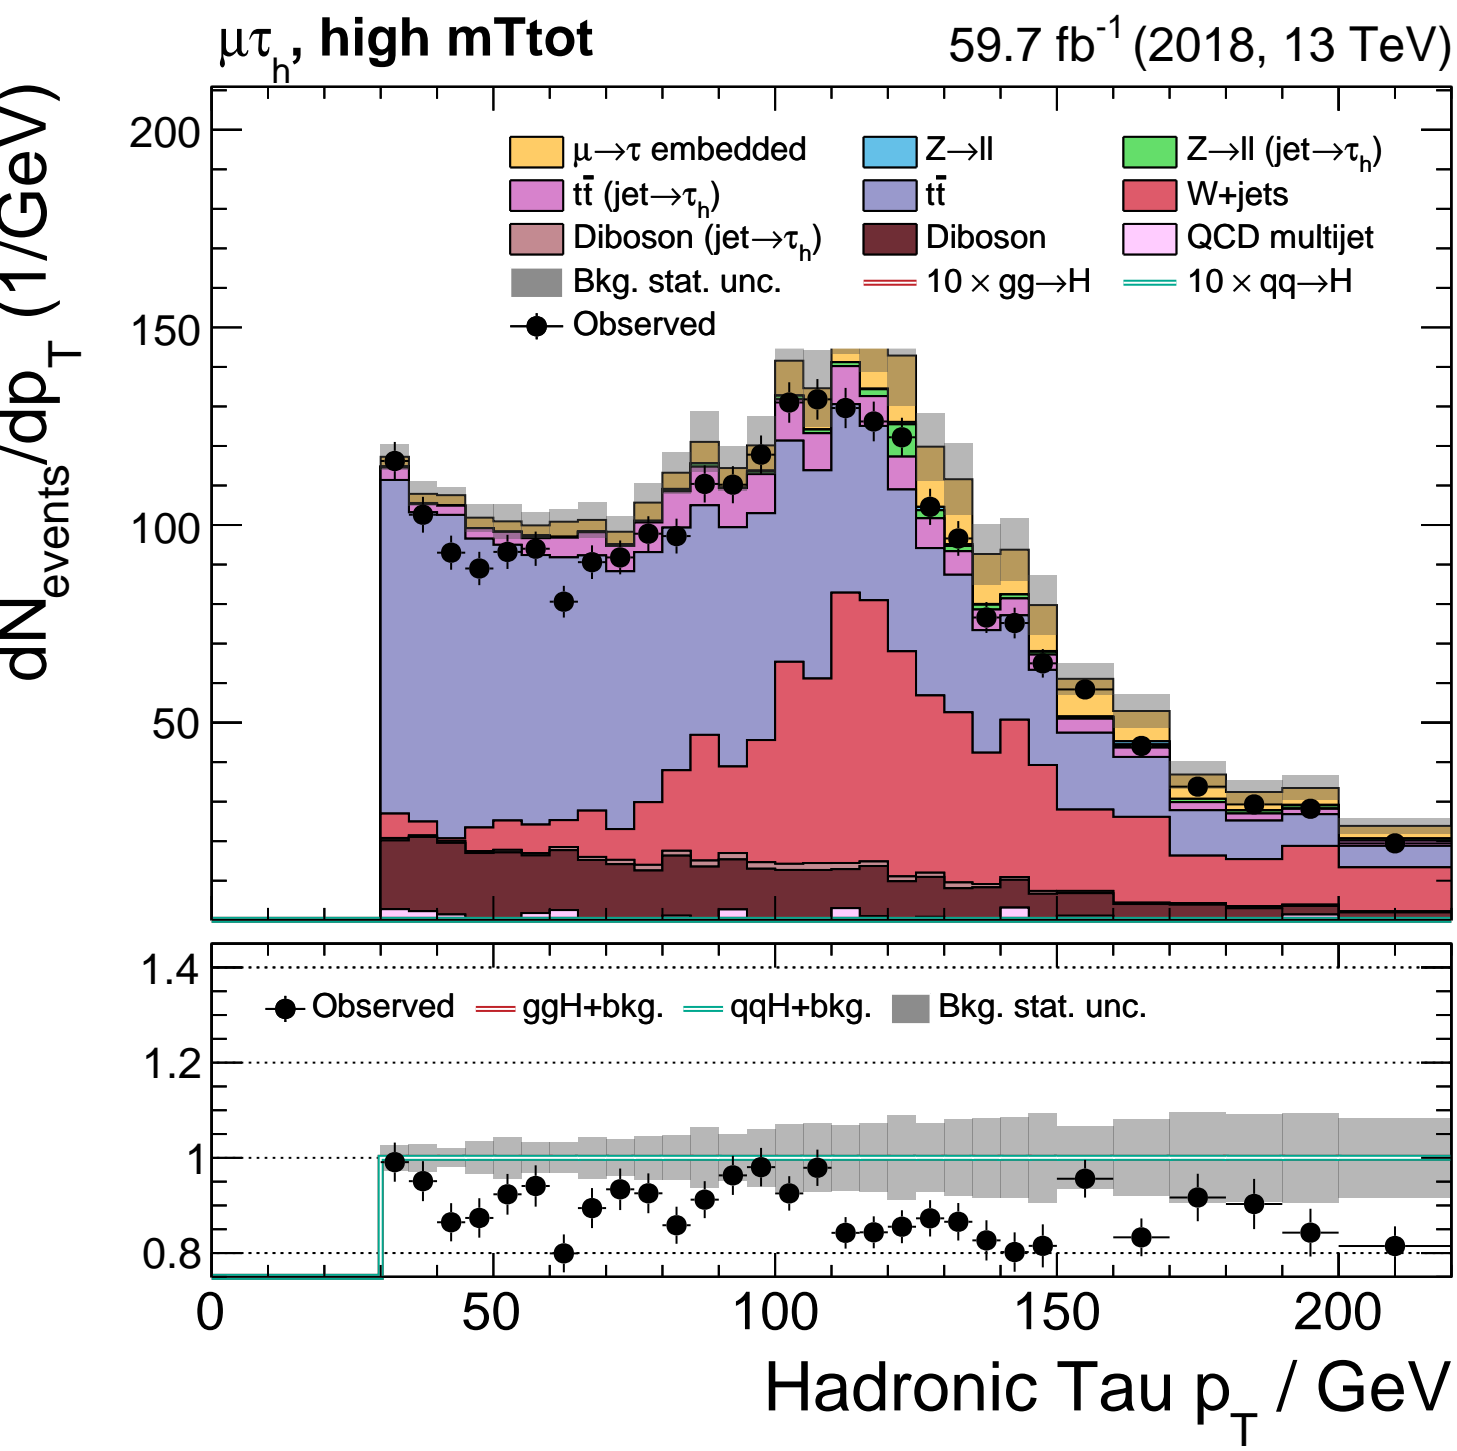 μτh, high mTtot 59.7 fb-1 (2018, 13 TeV)
dNevents/dpT (1/GeV)
200
150
100
50
μ→τ embedded Z→ll Z→ll (jet→τh)
tt̄ (jet→τh) tt̄ W+jets
Diboson (jet→τh) Diboson QCD multijet
Bkg. stat. unc. 10 × gg→H 10 × qq→H
Observed
1.4
1.2
1
0.8
Observed ggH+bkg. qqH+bkg. Bkg. stat. unc.
0 50 100 150 200
Hadronic Tau pT / GeV